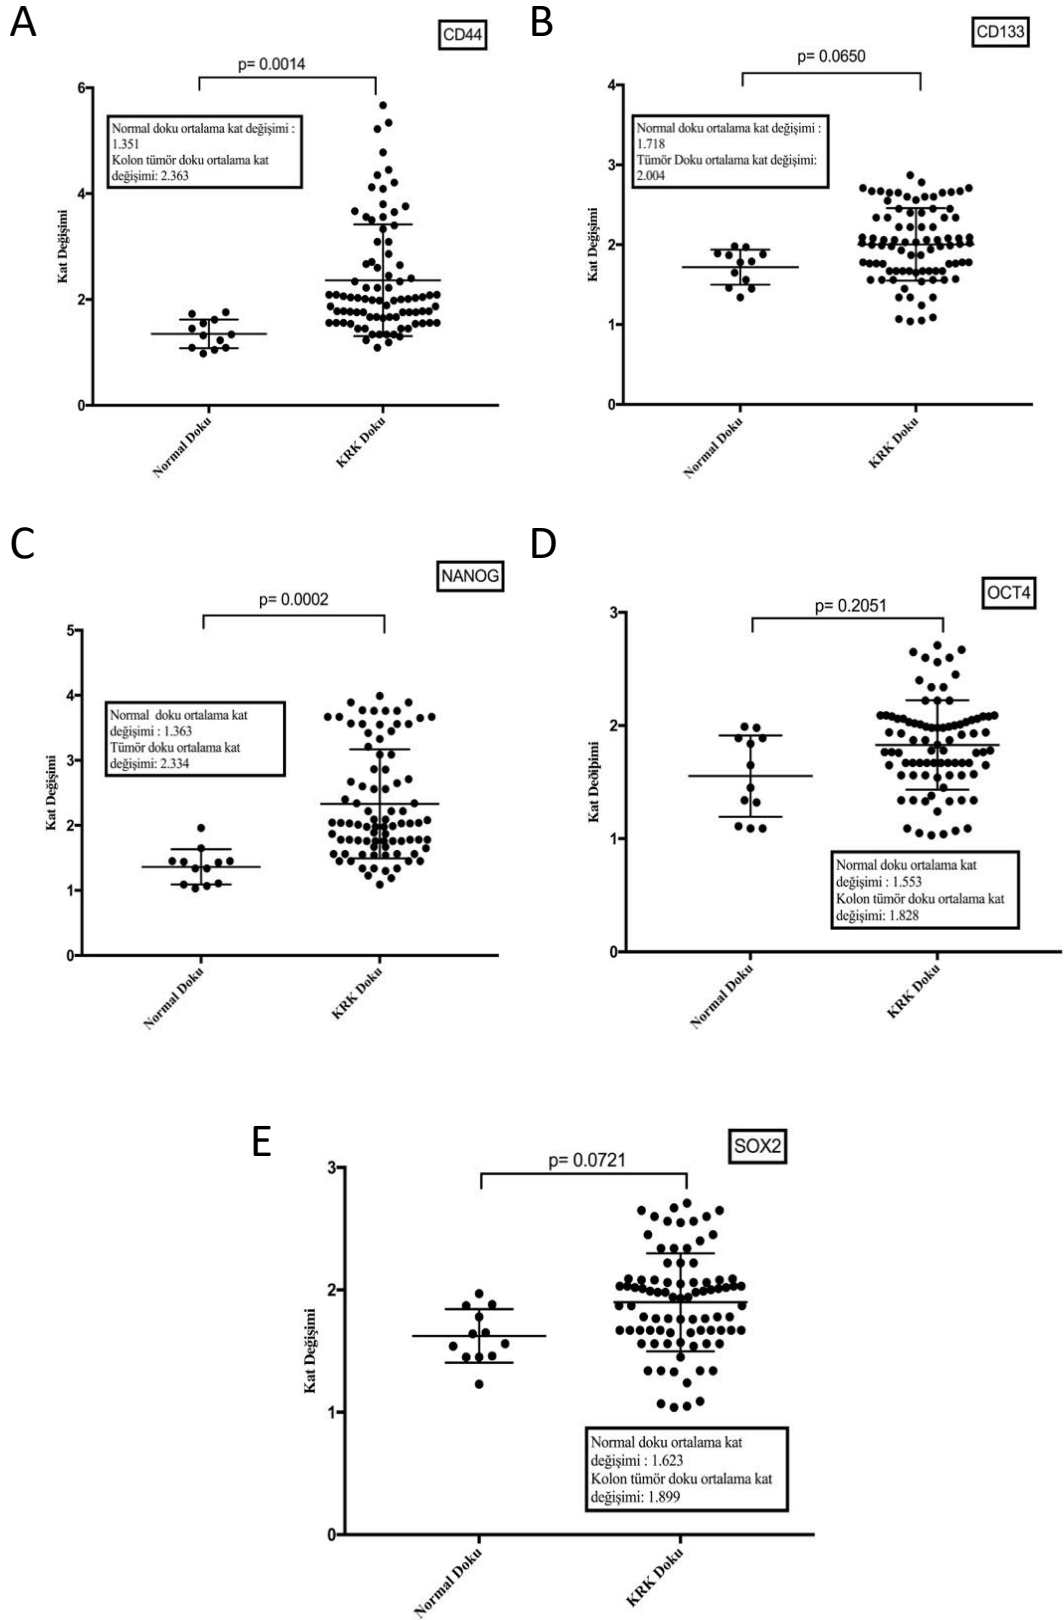 A
CD44
p= 0.0014
6
4
2
0
Kat Değişimi
Normal doku ortalama kat değişimi :
1.351
Kolon tümör doku ortalama kat
değişimi: 2.363
Normal Doku
KRK Doku
B
CD133
p= 0.0650
4
3
2
1
0
Kat Değişimi
Normal doku ortalama kat değişimi :
1.718
Tümör Doku ortalama kat değişimi:
2.004
Normal Doku
KRK Doku
C
NANOG
p= 0.0002
5
4
3
2
1
0
Kat Değişimi
Normal doku ortalama kat
değişimi : 1.363
Tümör doku ortalama kat
değişimi: 2.334
Normal Doku
KRK Doku
D
OCT4
p= 0.2051
3
2
1
0
Kat Deðiþimi
Normal doku ortalama kat
değişimi : 1.553
Kolon tümör doku ortalama kat
değişimi: 1.828
Normal Doku
KRK Doku
E
SOX2
p= 0.0721
3
2
1
0
Kat Değişimi
Normal doku ortalama kat
değişimi : 1.623
Kolon tümör doku ortalama kat
değişimi: 1.899
Normal Doku
KRK Doku